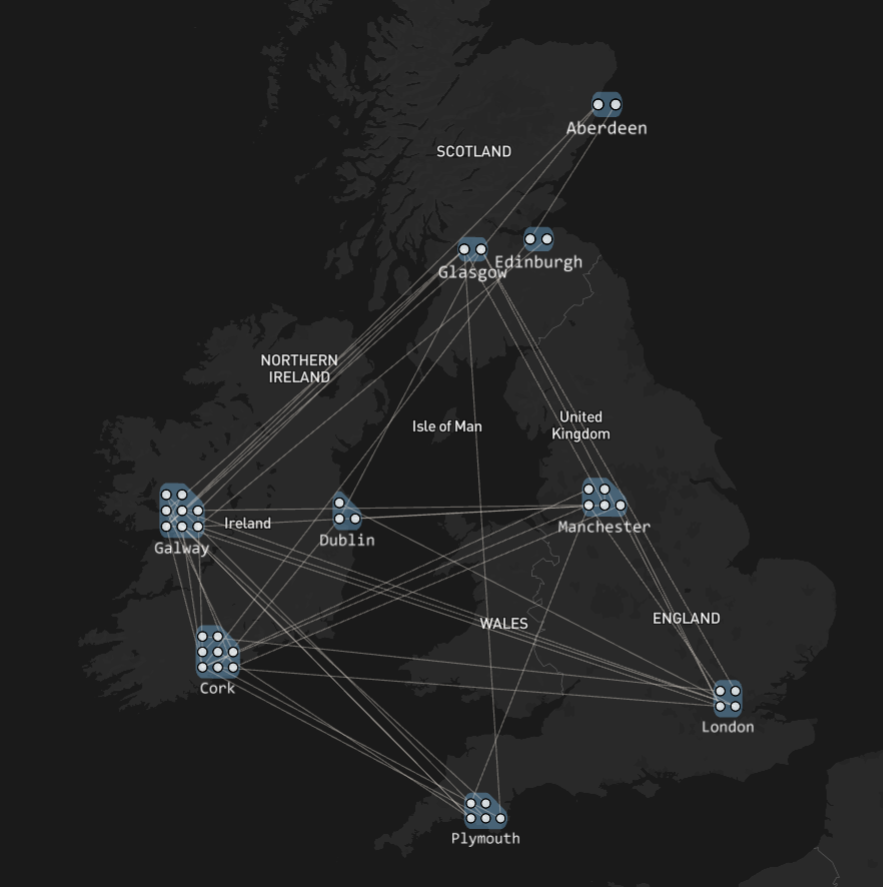 Aberdeen
SCOTLAND
Edinburgh
Glasgow
NORTHERN
IRELAND
Isle of Man
United
Kingdom
Ireland
Manchester
Dublin
Galway
WALES
ENGLAND
Cork
London
Plymouth